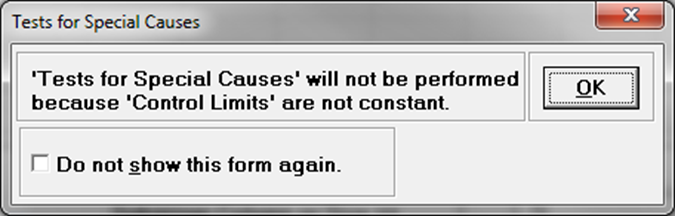 Tests for Special Causes
'Tests for Special Causes' will not be performed
because 'Control Limits' are not constant.
OK
Do not show this form again.